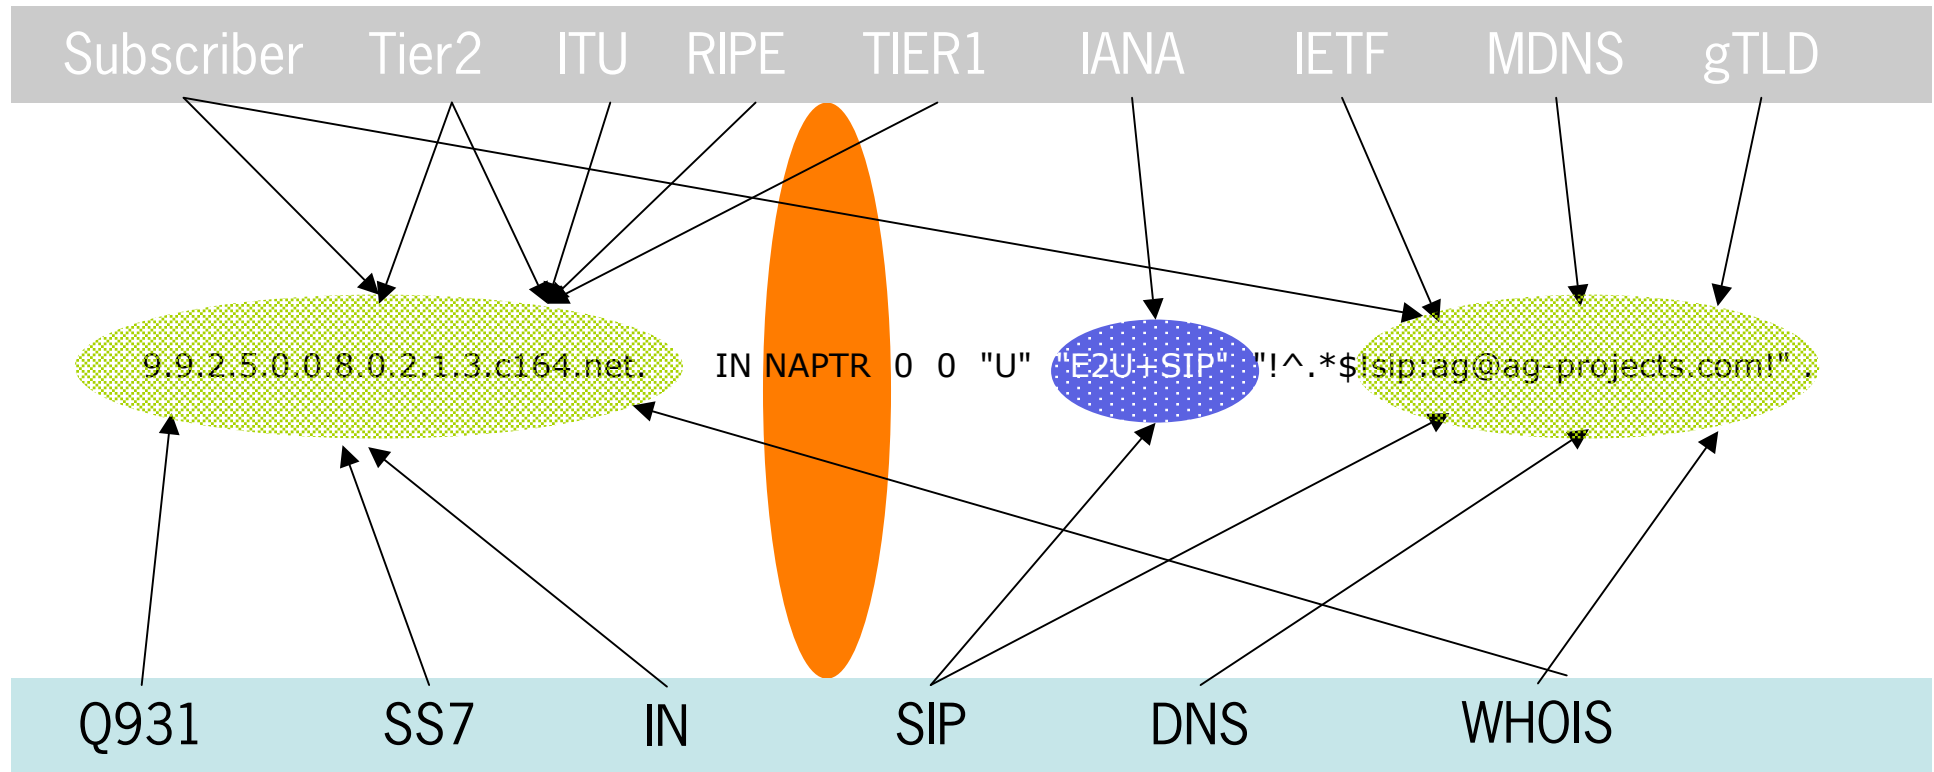 Subscriber Tier2 ITU RIPE TIER1 IANA IETF MDNS gTLD
9.9.2.5.0.0.8.0.2.1.3.c164.net. IN NAPTR 0 0 "U" "E2U+SIP" "!^.*$!sip:ag@ag-projects.com!" .
Q931 SS7 IN SIP DNS WHOIS